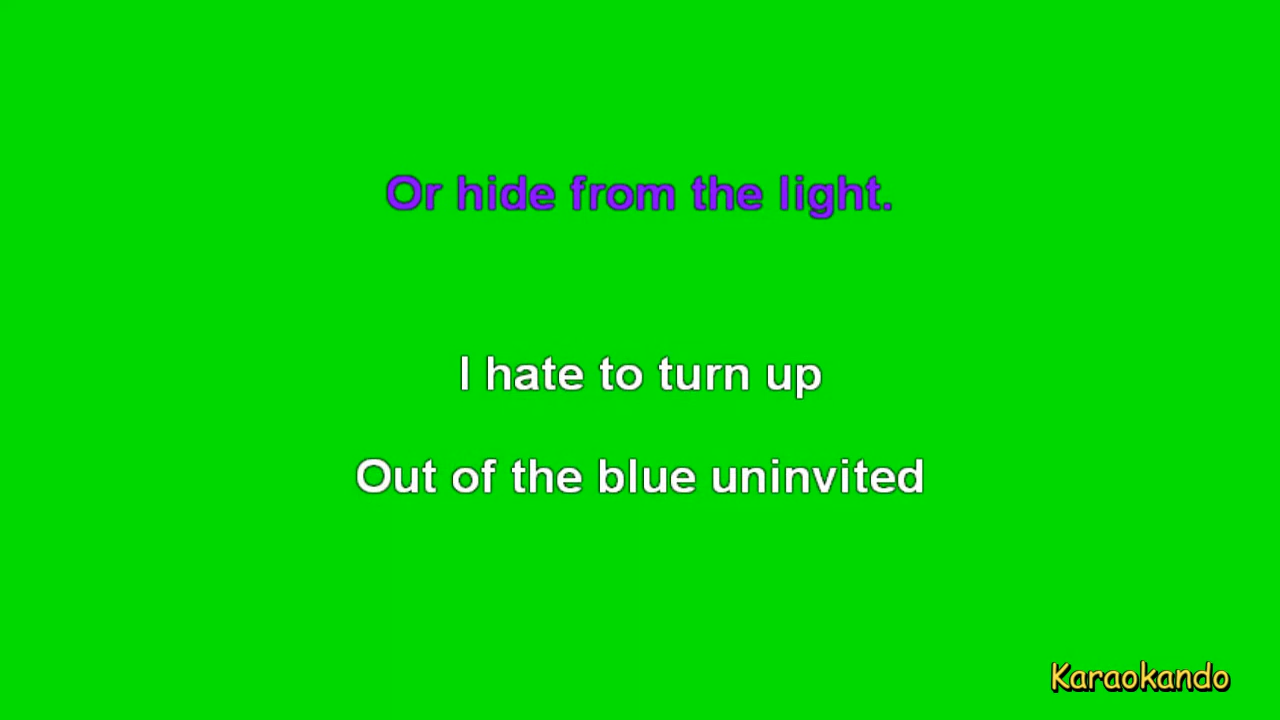 Or hide from the light.
I hate to turn up
Out of the blue uninvited
Karaokando